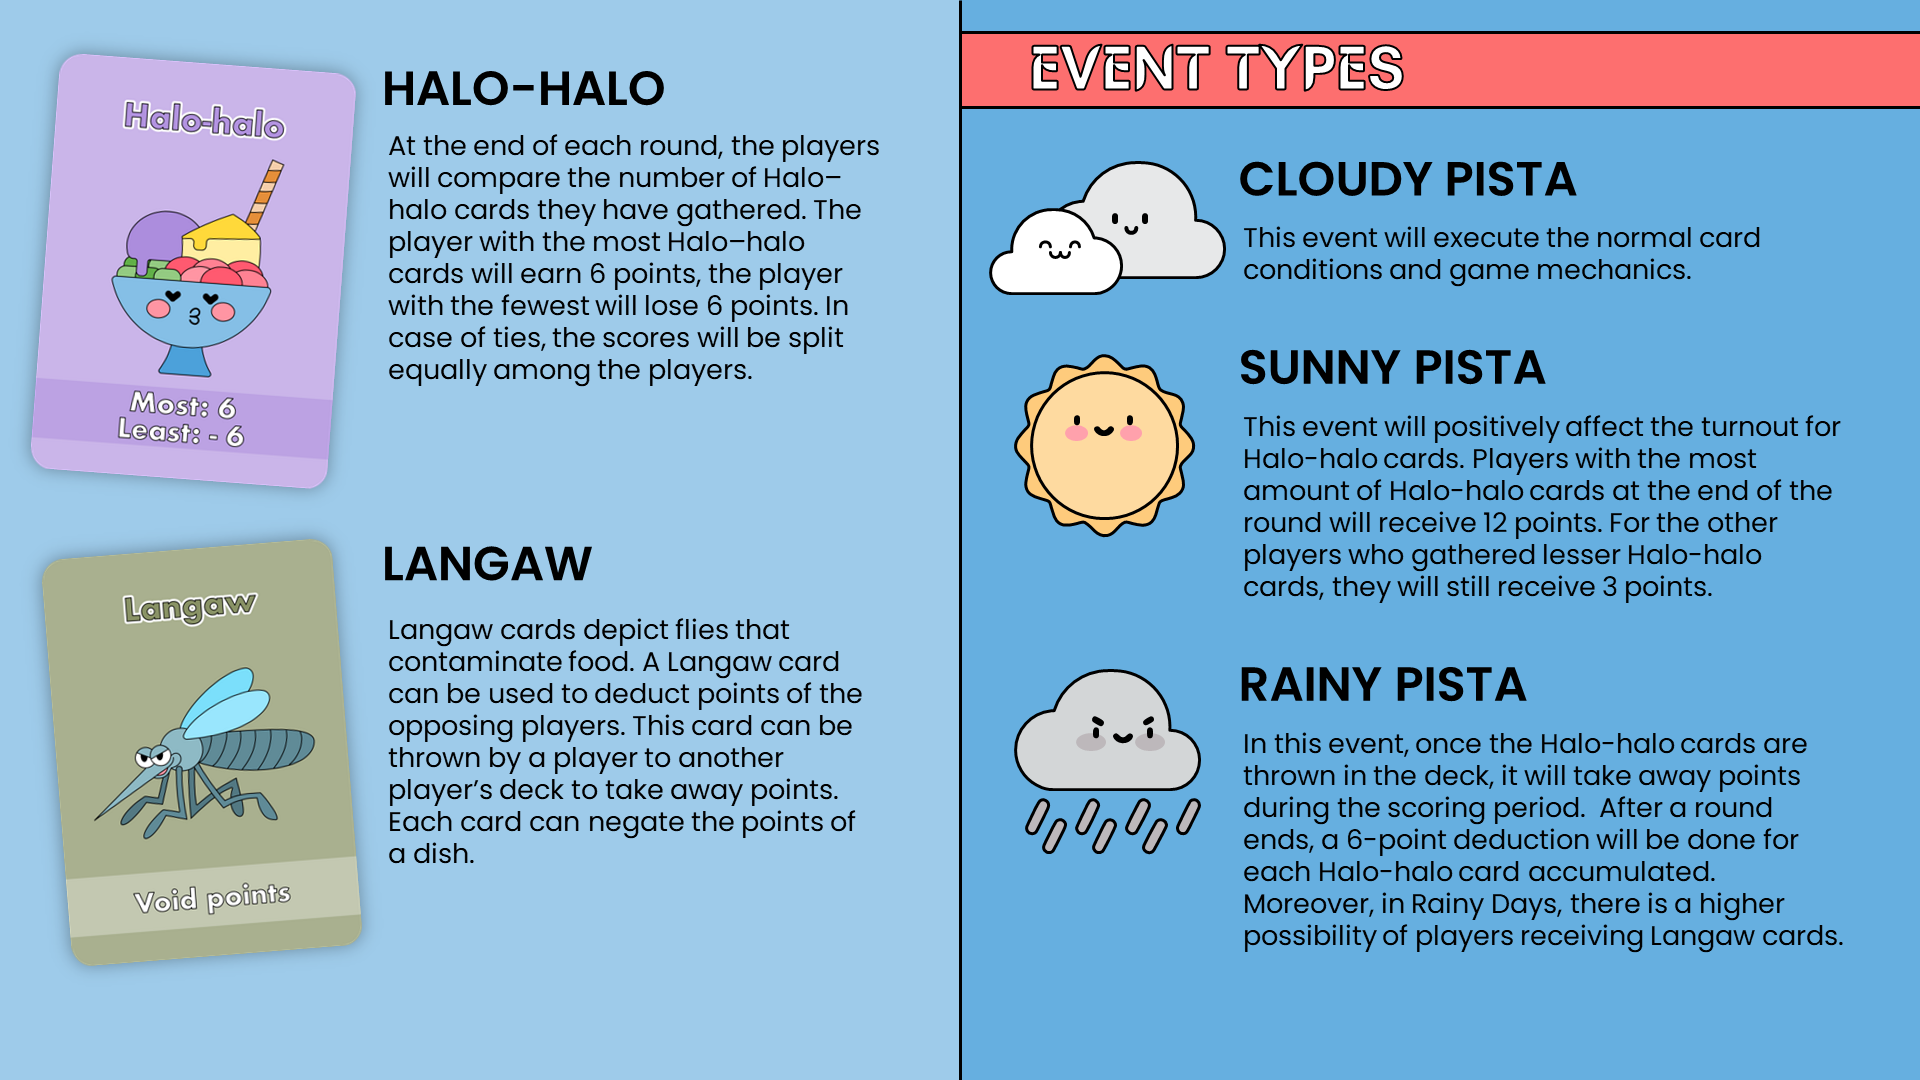 Halo-halo
Most: 6
Least: - 6
HALO-HALO
At the end of each round, the players
will compare the number of Halo–
halo cards they have gathered. The
player with the most Halo–halo
cards will earn 6 points, the player
with the fewest will lose 6 points. In
case of ties, the scores will be split
equally among the players.
Langaw
Void points
LANGAW
Langaw cards depict flies that
contaminate food. A Langaw card
can be used to deduct points of the
opposing players. This card can be
thrown by a player to another
player’s deck to take away points.
Each card can negate the points of
a dish.
EVENT TYPES
CLOUDY PISTA
This event will execute the normal card
conditions and game mechanics.
SUNNY PISTA
This event will positively affect the turnout for
Halo-halo cards. Players with the most
amount of Halo-halo cards at the end of the
round will receive 12 points. For the other
players who gathered lesser Halo-halo
cards, they will still receive 3 points.
RAINY PISTA
In this event, once the Halo-halo cards are
thrown in the deck, it will take away points
during the scoring period.  After a round
ends, a 6-point deduction will be done for
each Halo-halo card accumulated.
Moreover, in Rainy Days, there is a higher
possibility of players receiving Langaw cards.